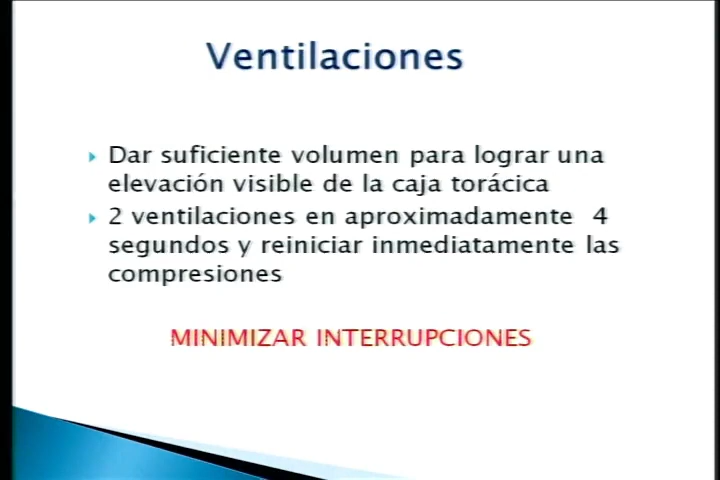 Ventilaciones
Dar suficiente volumen para lograr una
elevación visible de la caja torácica
2 ventilaciones en aproximadamente 4
segundos y reiniciar inmediatamente las
compresiones
MINIMIZAR INTERRUPCIONES